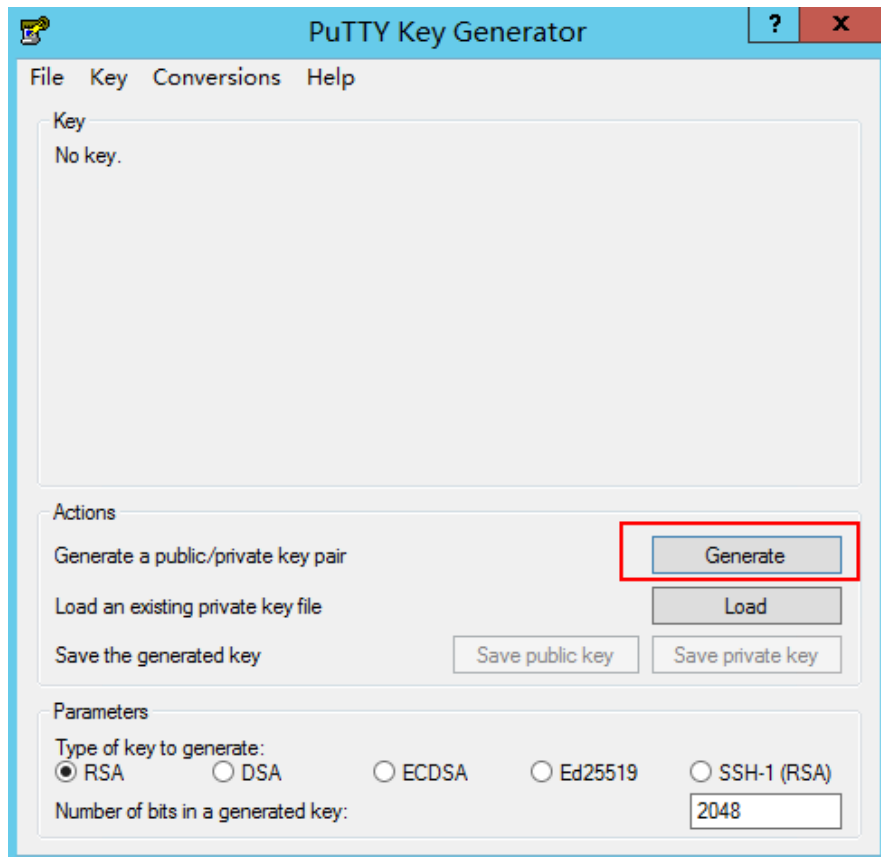 PuTTY Key Generator ? x
File Key Conversions Help
Key
No key.
Actions
Generate a public/private key pair Generate
Load an existing private key file Load
Save the generated key Save public key Save private key
Parameters
Type of key to generate:
RSA DSA ECDSA Ed25519 SSH-1 (RSA)
Number of bits in a generated key: 2048